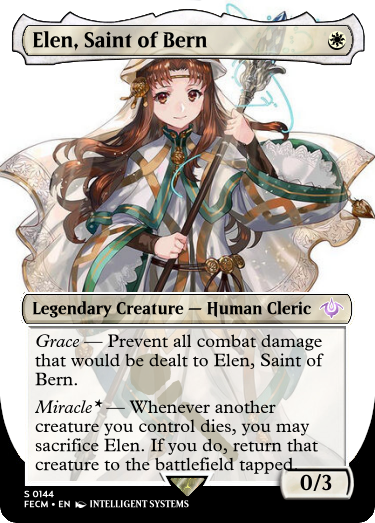 Elen, Saint of Bern
Legendary Creature — Human Cleric
Grace — Prevent all combat damage
that would be dealt to Elen, Saint of
Bern.
Miracle* — Whenever another
creature you control dies, you may
sacrifice Elen. If you do, return that
creature to the battlefield tapped.
0/3
S 0144
FECM • EN INTELLIGENT SYSTEMS